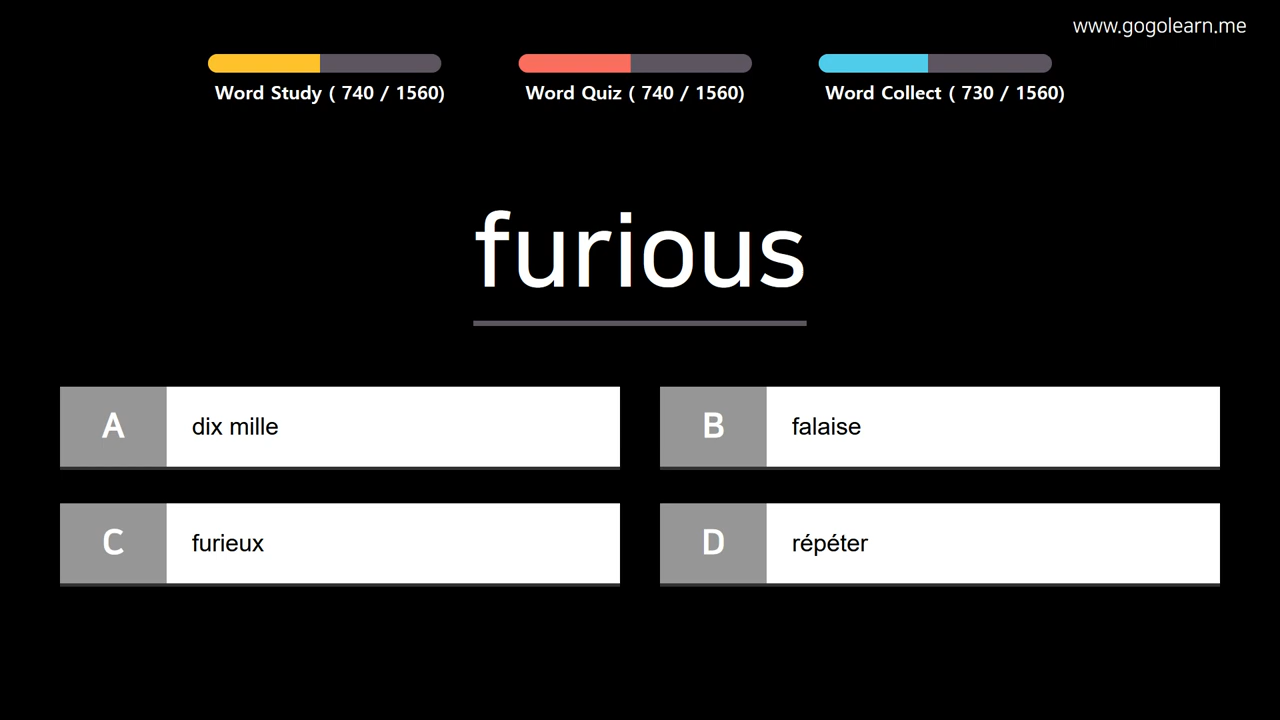 www.gogolearn.me
Word Study ( 740 / 1560)
Word Quiz ( 740 / 1560)
Word Collect ( 730 / 1560)
furious
A
dix mille
B
falaise
C
furieux
D
répéter